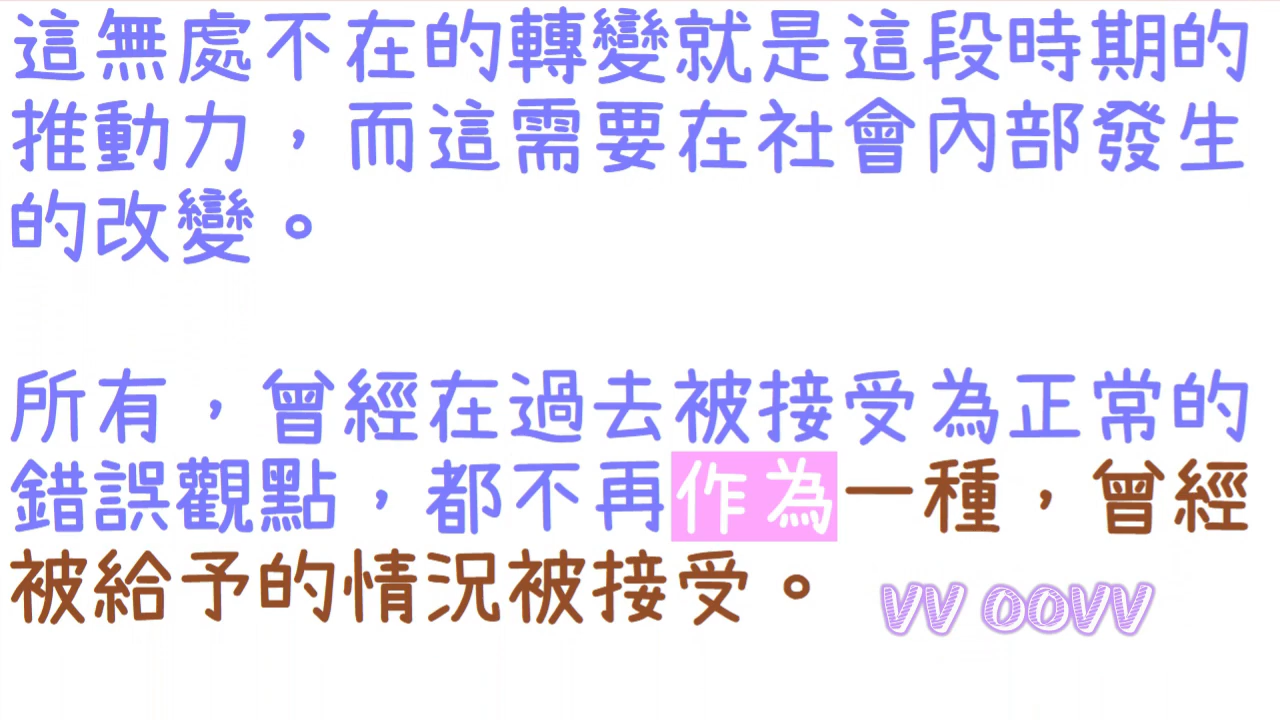 這無處不在的轉變就是這段時期的
推動力，而這需要在社會內部發生
的改變。
所有，曾經在過去被接受為正常的
錯誤觀點，都不再作為一種，曾經
被給予的情況被接受。
VV OOVV